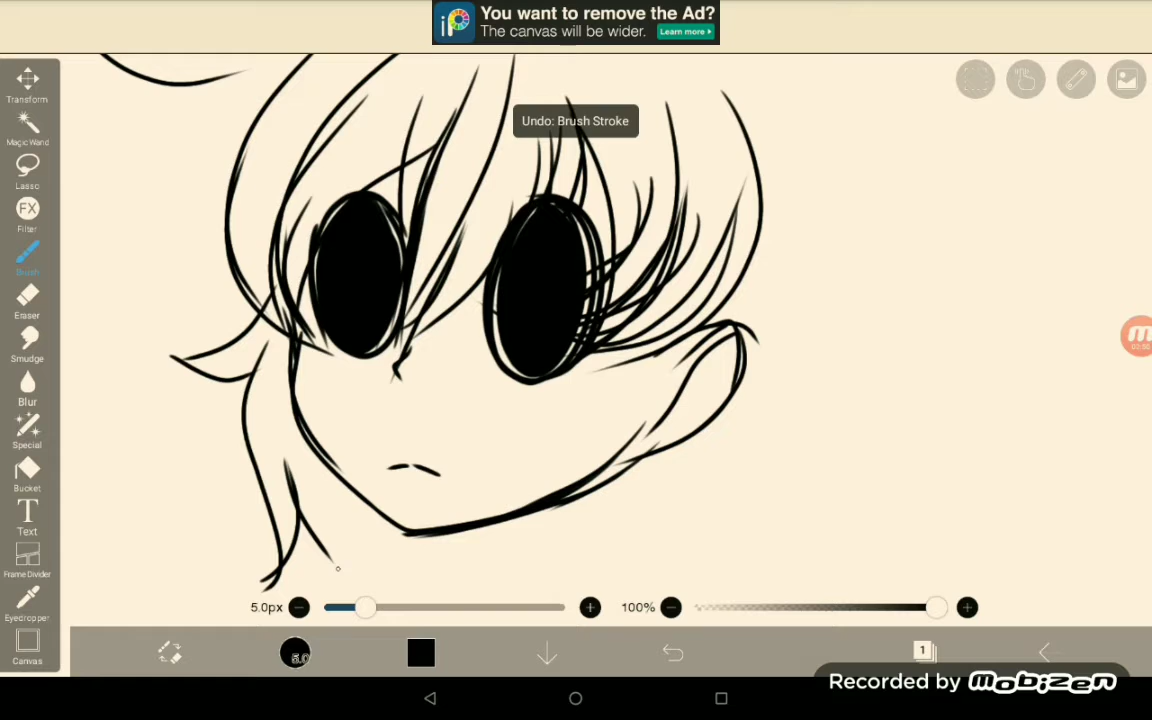 You want to remove the Ad?
The canvas will be wider. Learn more
Transform
Undo: Brush Stroke
Magic Wand
Lasso
FX
Filter
Brush
Eraser
Smudge
Blur
Special
Bucket
T
Text
Frame Divider
Eyedropper
Canvas
5.0px
100%
5.0
1
Recorded by mobizen